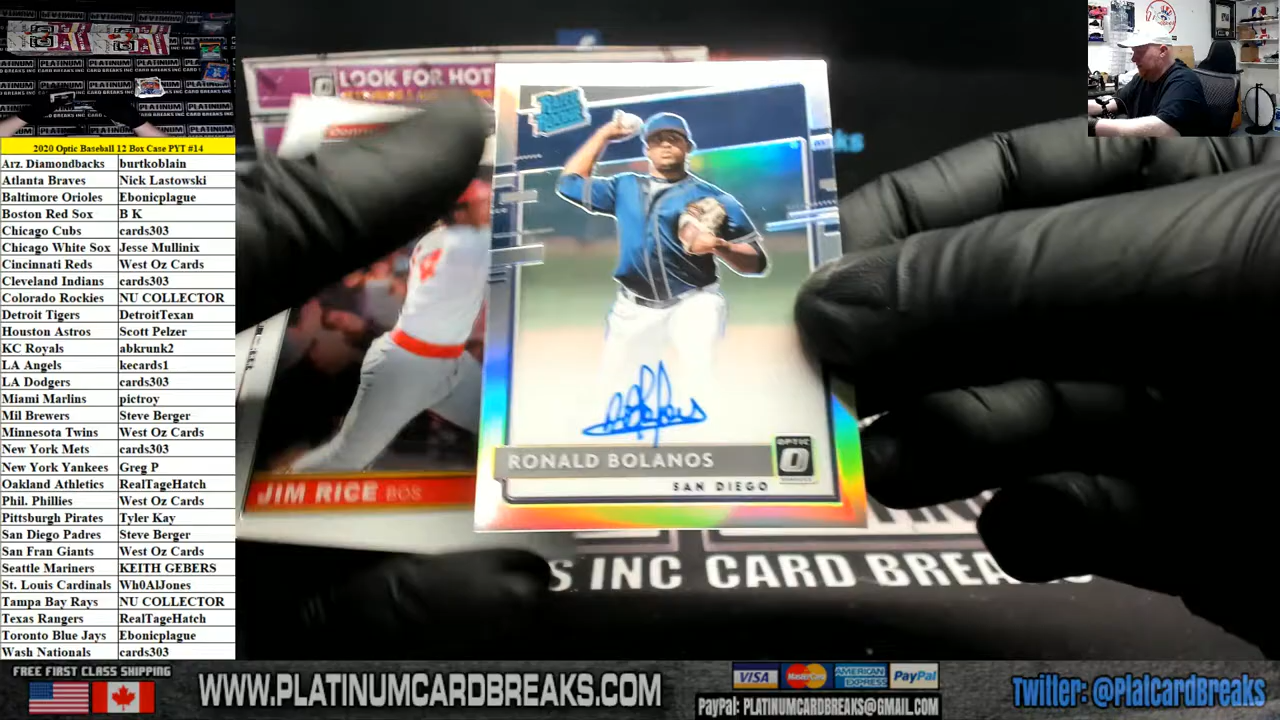 2020 Optic Baseball 12 Box Case PYT #14
Arz. Diamondbacks burtkoblain
Atlanta Braves Nick Lastowski
Baltimore Orioles Ebonicplague
Boston Red Sox B K
Chicago Cubs cards303
Chicago White Sox Jesse Mullinix
Cincinnati Reds West Oz Cards
Cleveland Indians cards303
Colorado Rockies NU COLLECTOR
Detroit Tigers DetroitTexan
Houston Astros Scott Pelzer
KC Royals abkrunk2
LA Angels kecards1
LA Dodgers cards303
Miami Marlins pictroy
Mil Brewers Steve Berger
Minnesota Twins West Oz Cards
New York Mets cards303
New York Yankees Greg P
Oakland Athletics RealTageHatch
Phil. Phillies West Oz Cards
Pittsburgh Pirates Tyler Kay
San Diego Padres Steve Berger
San Fran Giants West Oz Cards
Seattle Mariners KEITH GEBERS
St. Louis Cardinals Wh0AlJones
Tampa Bay Rays NU COLLECTOR
Texas Rangers RealTageHatch
Toronto Blue Jays Ebonicplague
Wash Nationals cards303
LOOK FOR HOT
RONALD BOLANOS
SAN DIEGO
OPTIC
JIM RICE BOS
S INC CARD BREA
FREE FIRST CLASS SHIPPING
WWW.PLATINUMCARDBREAKS.COM
VISA
MasterCard
AMERICAN EXPRESS
PayPal
PayPal: PLATINUMCARDBREAKS@GMAIL.COM
Twitter: @PlatCardBreaks